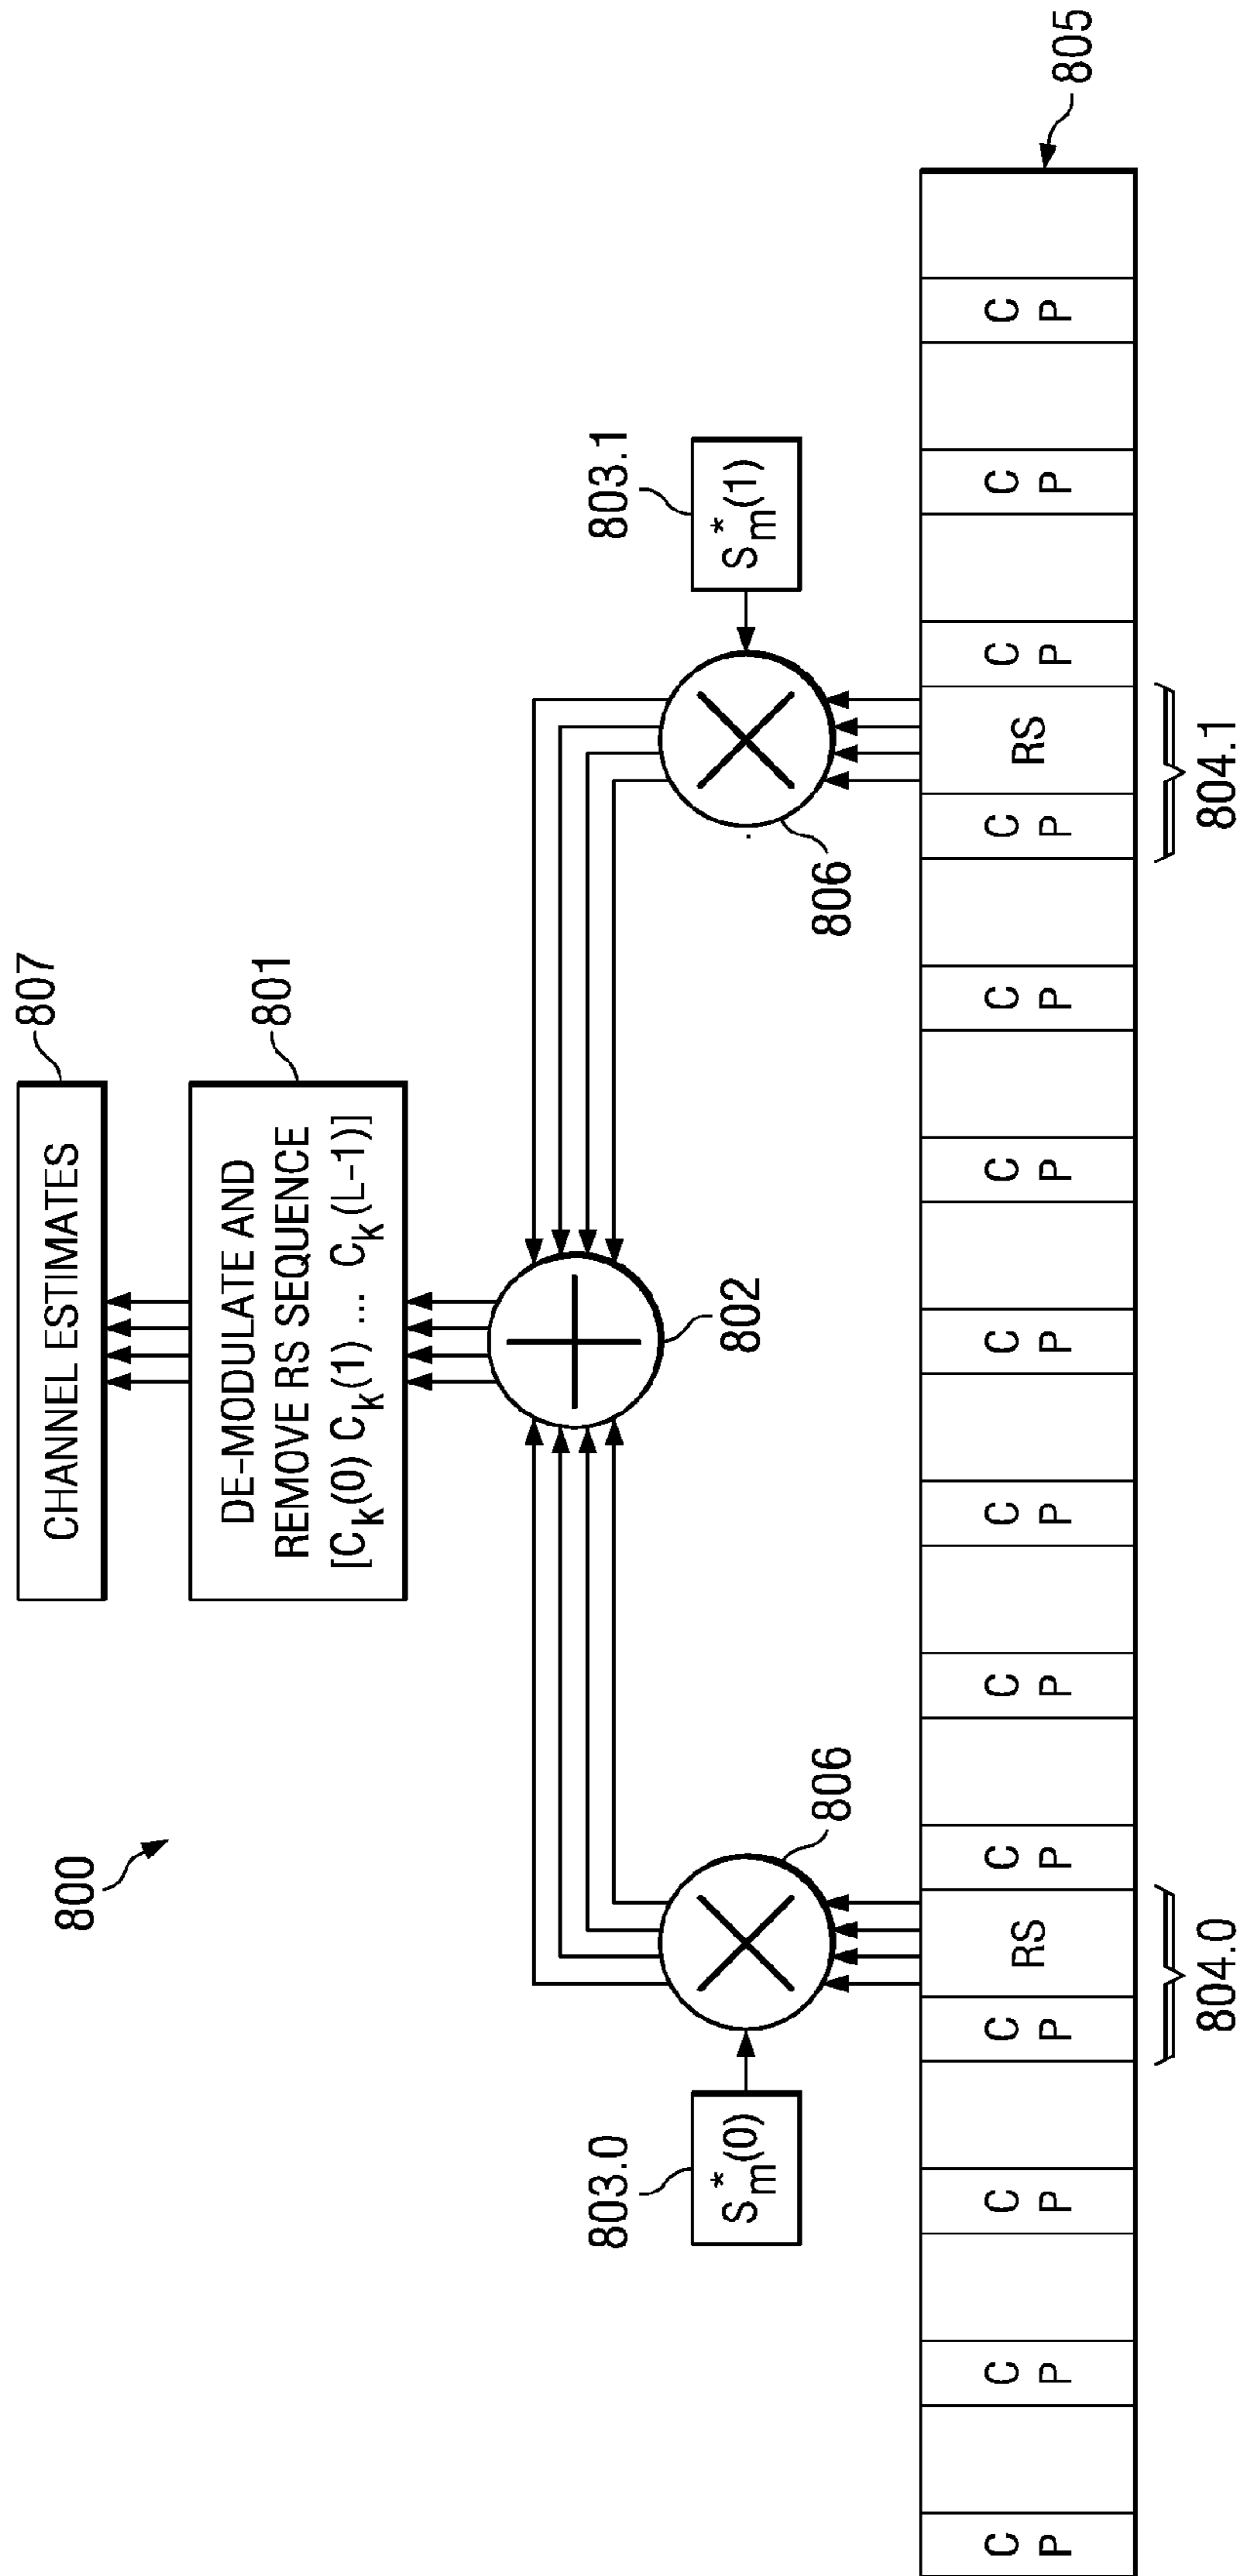 CHANNEL ESTIMATES
807
800
801
DE-MODULATE AND
REMOVE RS SEQUENCE
[C_k(0) C_k(1) ... C_k(L-1)]
803.0
803.1
S*_m(0)
S*_m(1)
802
806
806
C
P
C
P
C
P
C
P
RS
C
P
C
P
C
P
C
P
C
P
C
P
C
P
RS
C
P
C
P
C
P
805
804.0
804.1